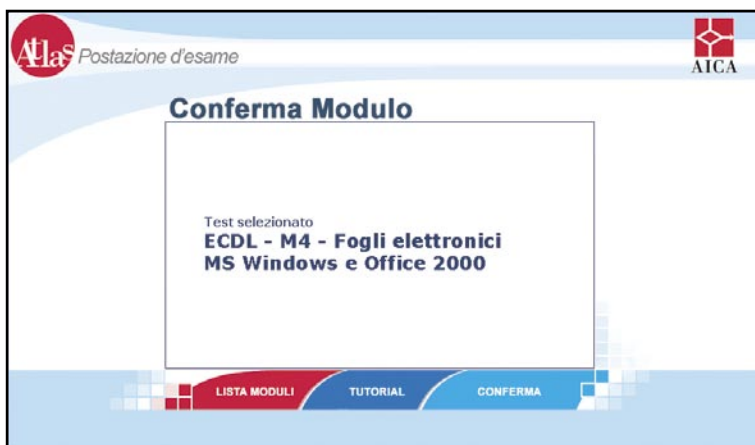 Atlas Postazione d'esame
AICA
Conferma Modulo
Test selezionato
ECDL - M4 - Fogli elettronici
MS Windows e Office 2000
LISTA MODULI TUTORIAL CONFERMA